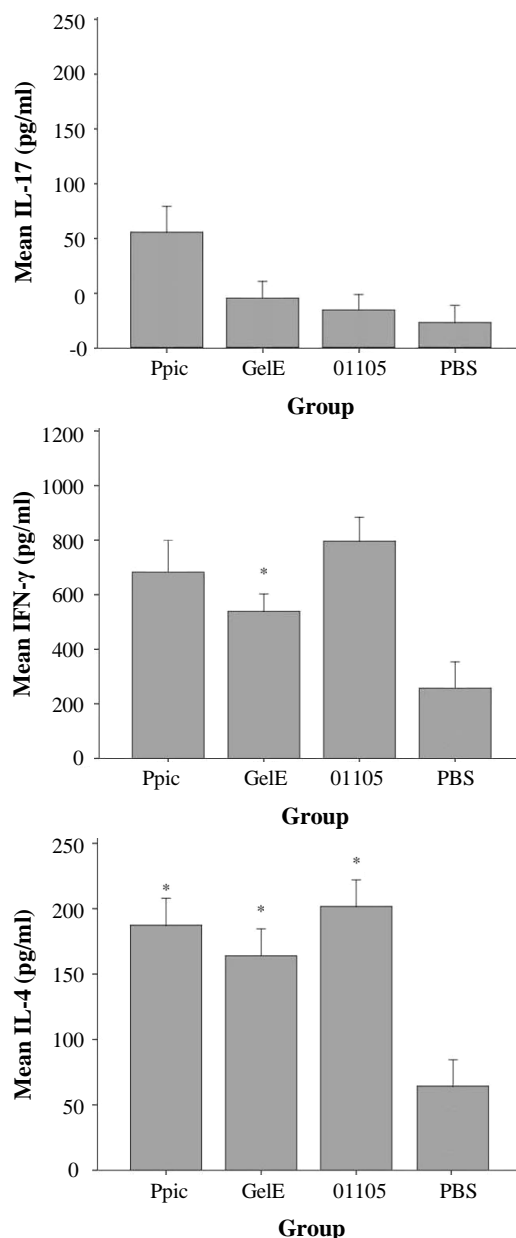 250
200
150
100
50
0
-0
Mean IL-17 (pg/ml)
Ppic GelE 01105 PBS
Group
1200
1000
800
600
400
200
0
Mean IFN-γ (pg/ml)
*
Ppic GelE 01105 PBS
Group
250
200
150
100
50
0
Mean IL-4 (pg/ml)
* * *
Ppic GelE 01105 PBS
Group